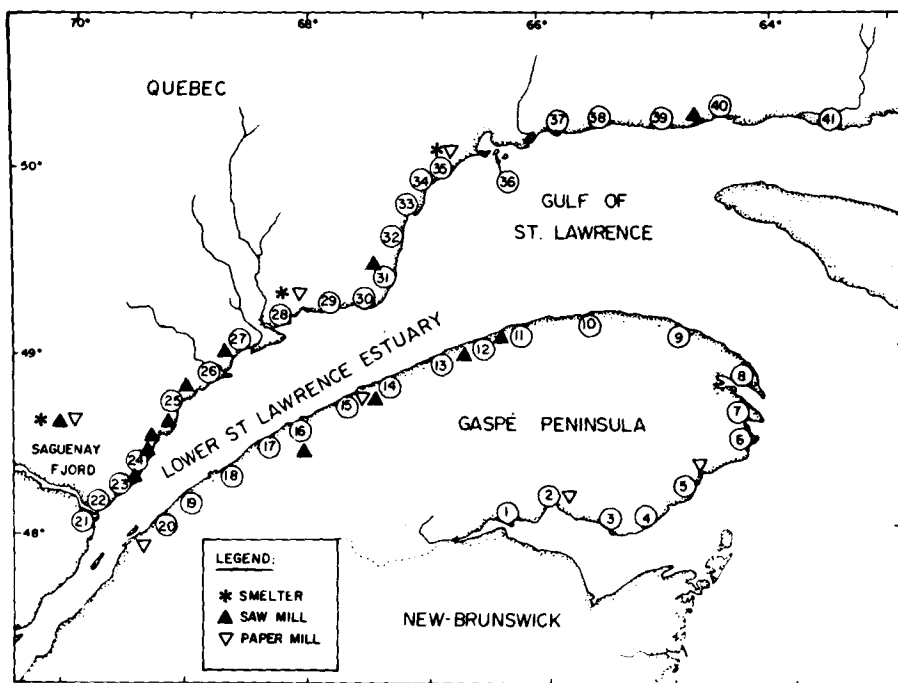 70° 68° 66° 64°
QUEBEC
40
37 38 39 41
50°
35
34 36
33
GULF OF
ST. LAWRENCE
32
31
30
29
28
27
49°
26
25
LOWER ST LAWRENCE ESTUARY
10
11
9
12
13
8
14
15
GASPÉ PENINSULA
7
16
6
17
SAGUENAY
FJORD
24
18
5
23
22
19
2
21
1
3 4
20
48°
LEGEND:
SMELTER
SAW MILL
PAPER MILL
NEW-BRUNSWICK